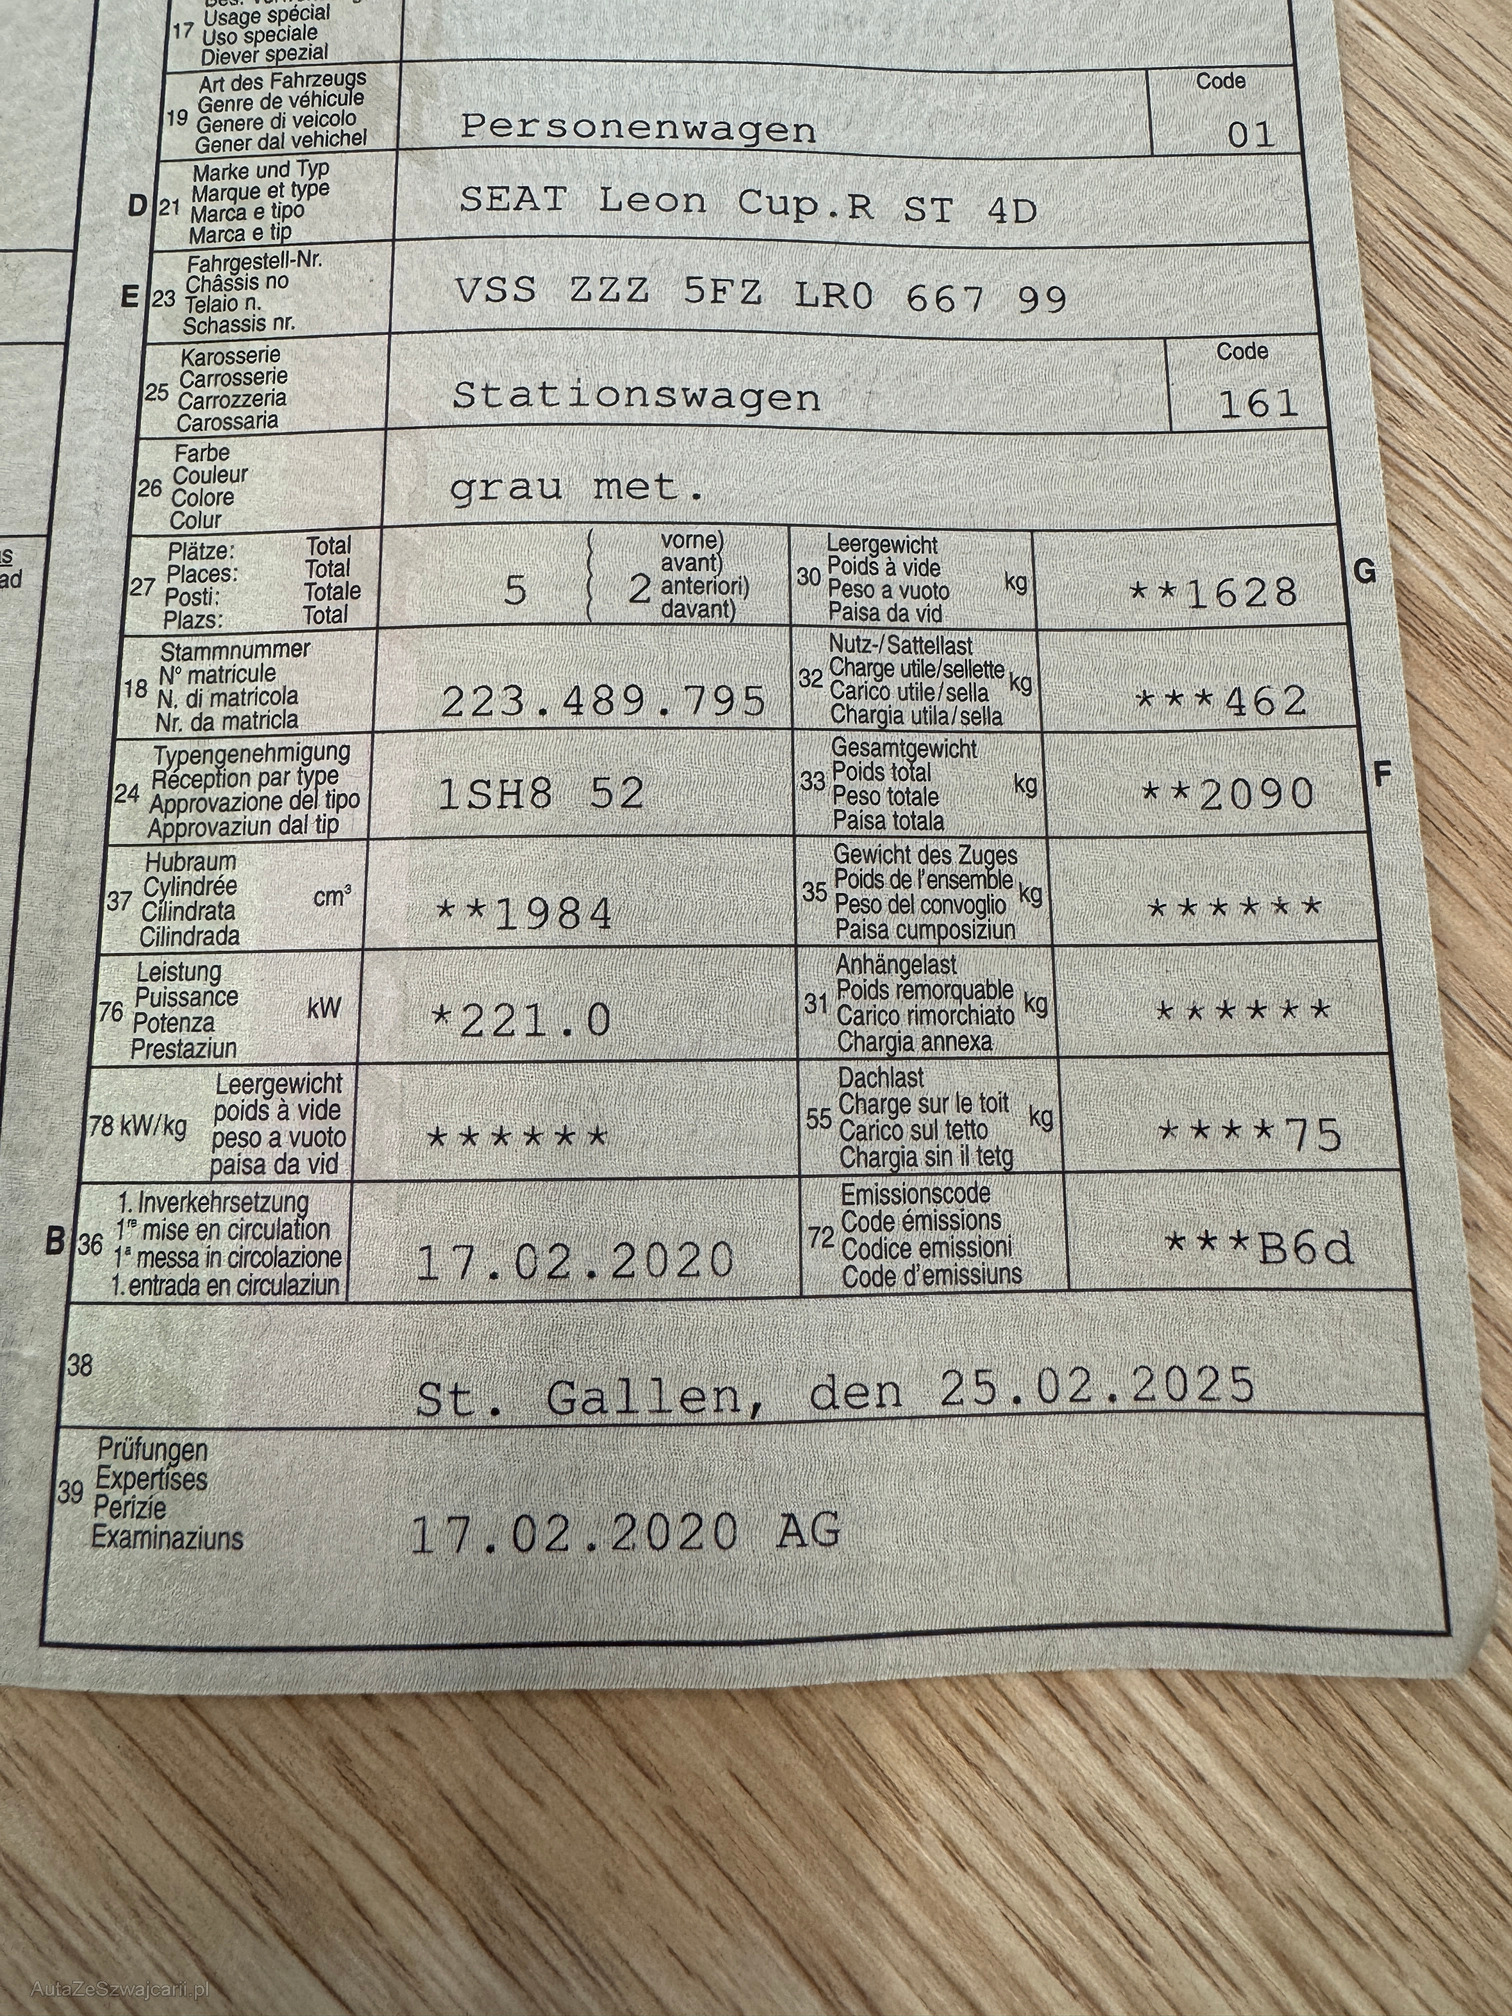 17 Usage spécial
Uso speciale
Diever spezial
Art des Fahrzeugs
19 Genre de véhicule
Genere di veicolo
Gener dal vehichel
Personenwagen
Code
01
Marke und Typ
D 21 Marque et type
Marca e tipo
Marca e tip
SEAT Leon Cup.R ST 4D
Fahrgestell-Nr.
E 23 Châssis no
Telaio n.
Schassis nr.
VSS ZZZ 5FZ LR0 667 99
Karosserie
25 Carrosserie
Carrozzeria
Carossaria
Stationswagen
Code
161
Farbe
26 Couleur
Colore
Colur
grau met.
27 Plätze: Total
Places: Total
Posti: Totale
Plazs: Total
5 ( 2 vorne)
avant)
anteriori)
davant)
Leergewicht
30 Poids à vide kg
Peso a vuoto
Paisa da vid
**1628 G
Stammnummer
18 N° matricule
N. di matricola
Nr. da matricla
223.489.795
Nutz-/Sattellast
32 Charge utile/sellette kg
Carico utile/sella
Chargia utila/sella
***462
Typengenehmigung
24 Réception par type
Approvazione del tipo
Approvaziun dal tip
1SH8 52
Gesamtgewicht
33 Poids total kg
Peso totale
Paisa totala
**2090 F
Hubraum
37 Cylindrée cm³
Cilindrata
Cilindrada
**1984
Gewicht des Zuges
35 Poids de l'ensemble kg
Peso del convoglio
Paisa cumposiziun
******
Leistung
76 Puissance kW
Potenza
Prestaziun
*221.0
Anhängelast
31 Poids remorquable kg
Carico rimorchiato
Chargia annexa
******
78 kW/kg Leergewicht
poids à vide
peso a vuoto
paisa da vid
******
Dachlast
55 Charge sur le toit kg
Carico sul tetto
Chargia sin il tetg
****75
B 36 1. Inverkehrsetzung
1re mise en circulation
1a messa in circolazione
1. entrada en circulaziun
17.02.2020
Emissionscode
72 Code émissions
Codice emissioni
Code d'emissiuns
***B6d
38
St. Gallen, den 25.02.2025
39 Prüfungen
Expertises
Perizie
Examinaziuns
17.02.2020 AG
AutaZeSzwajcarii.pl